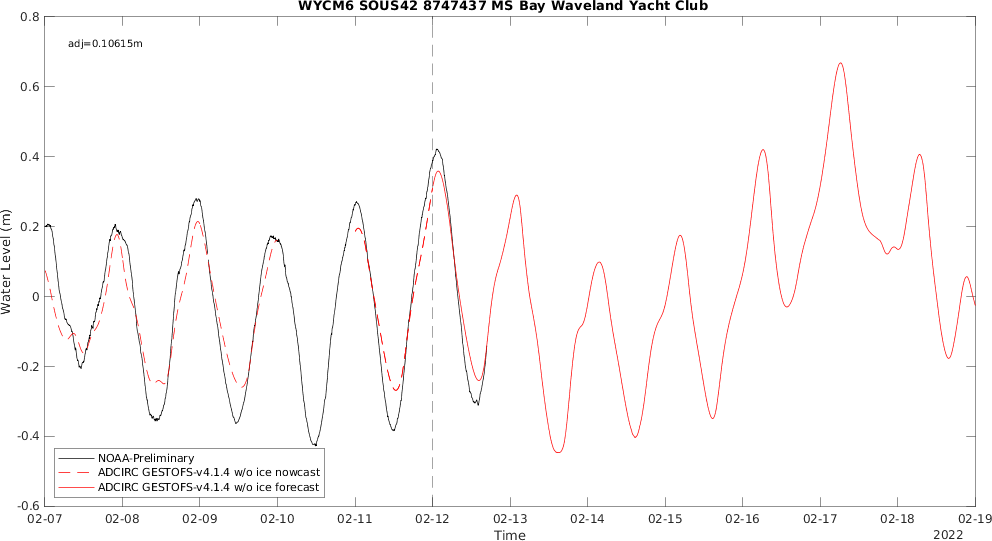 WYCM6 SOUS42 8747437 MS Bay Waveland Yacht Club
0.8
adj=0.10615m
0.6
0.4
0.2
0
-0.2
-0.4
-0.6
Water Level (m)
NOAA-Preliminary
ADCIRC GESTOFS-v4.1.4 w/o ice nowcast
ADCIRC GESTOFS-v4.1.4 w/o ice forecast
02-07 02-08 02-09 02-10 02-11 02-12 02-13 02-14 02-15 02-16 02-17 02-18 02-19
Time
2022